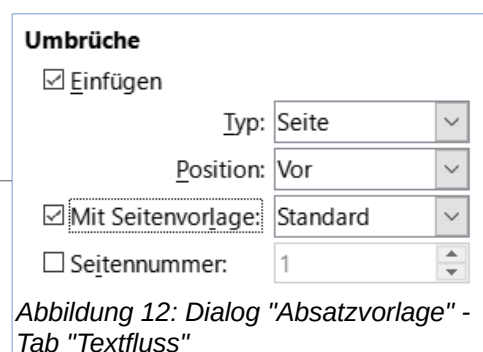 Umbrüche
Einfügen
Typ: Seite
Position: Vor
Mit Seitenvorlage: Standard
Seitennummer: 1
Abbildung 12: Dialog "Absatzvorlage" -
Tab "Textfluss"